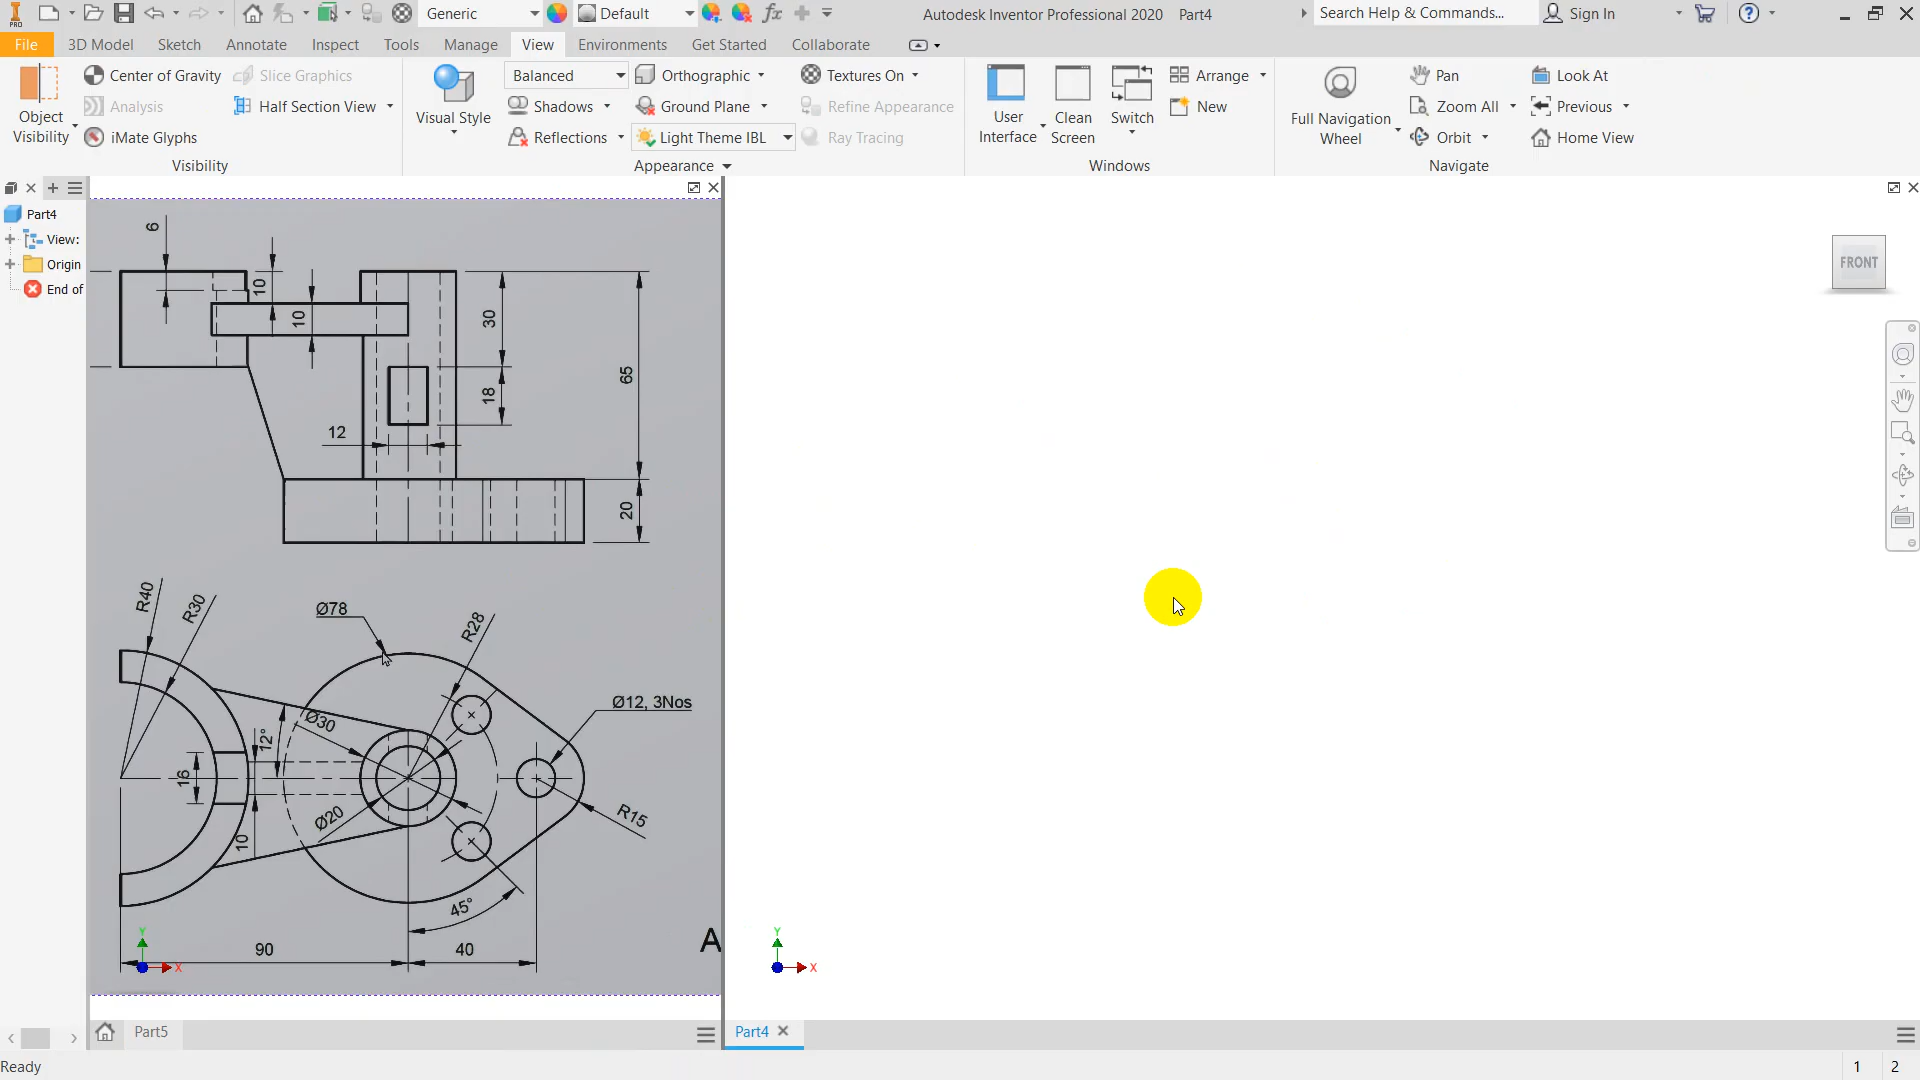 Generic
Default
Autodesk Inventor Professional 2020 Part4
Search Help & Commands...
Sign In
PRO
File
3D Model
Sketch
Annotate
Inspect
Tools
Manage
View
Environments
Get Started
Collaborate
Object
Visibility
Center of Gravity
Analysis
iMate Glyphs
Slice Graphics
Half Section View
Visibility
Visual Style
Balanced
Shadows
Reflections
Orthographic
Ground Plane
Light Theme IBL
Textures On
Refine Appearance
Ray Tracing
Appearance
User
Interface
Clean
Screen
Switch
Arrange
New
Windows
Full Navigation
Wheel
Pan
Zoom All
Orbit
Look At
Previous
Home View
Navigate
Part4
View:
Origin
End of
6
10
10
30
18
12
65
20
R40
R30
Ø78
R28
Ø12, 3Nos
Ø30
12°
16
10
Ø20
R15
45°
90
40
A
Y
X
Y
X
FRONT
Part5
Part4
Ready
1
2